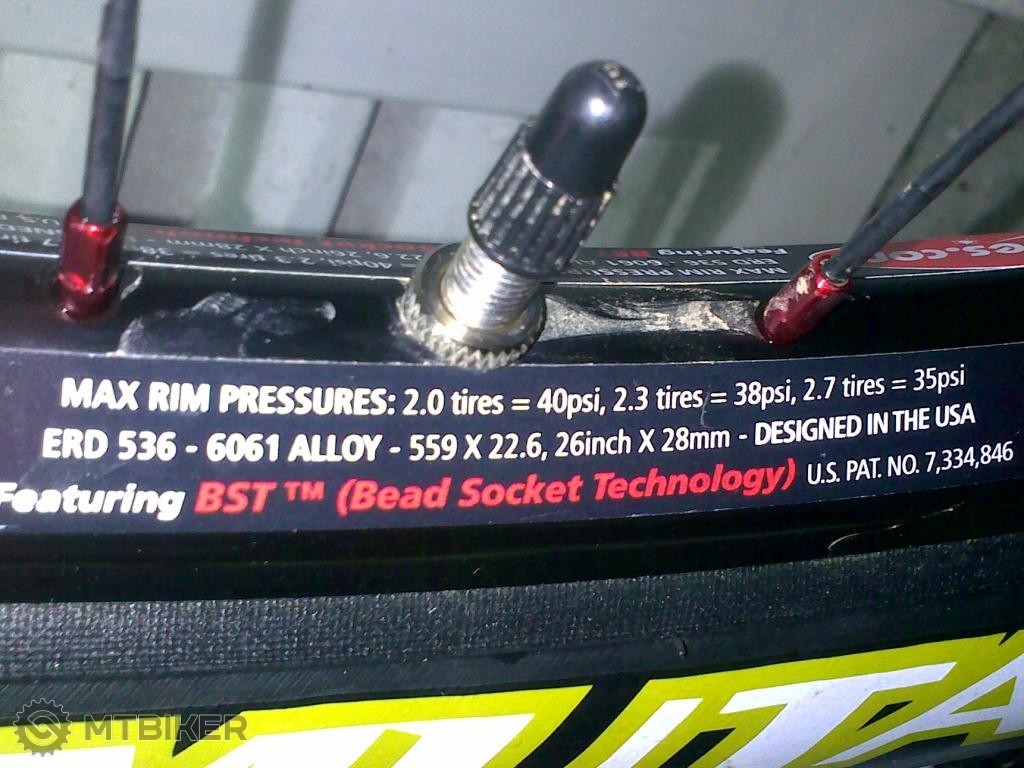 es.com
MAX RIM PRESSURES: 2.0 tires = 40psi, 2.3 tires = 38psi, 2.7 tires = 35psi
ERD 536 - 6061 ALLOY - 559 X 22.6, 26inch X 28mm - DESIGNED IN THE USA
Featuring BST ™ (Bead Socket Technology) U.S. PAT. NO. 7,334,846
MTBIKER